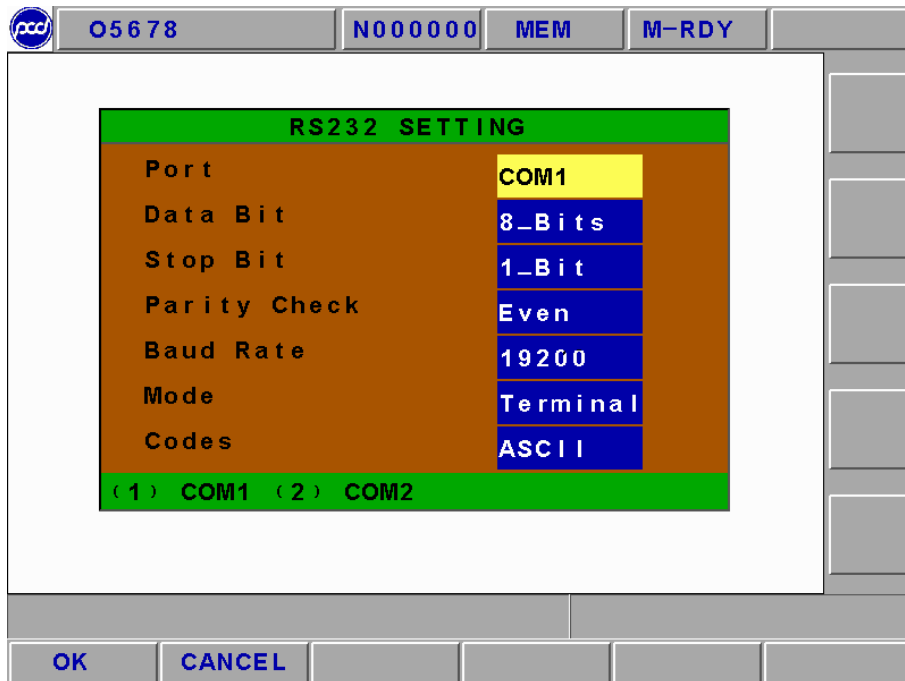 pcd O5678 N000000 MEM M-RDY
RS232 SETTING
Port COM1
Data Bit 8_Bits
Stop Bit 1_Bit
Parity Check Even
Baud Rate 19200
Mode Terminal
Codes ASCII
(1) COM1 (2) COM2
OK CANCEL